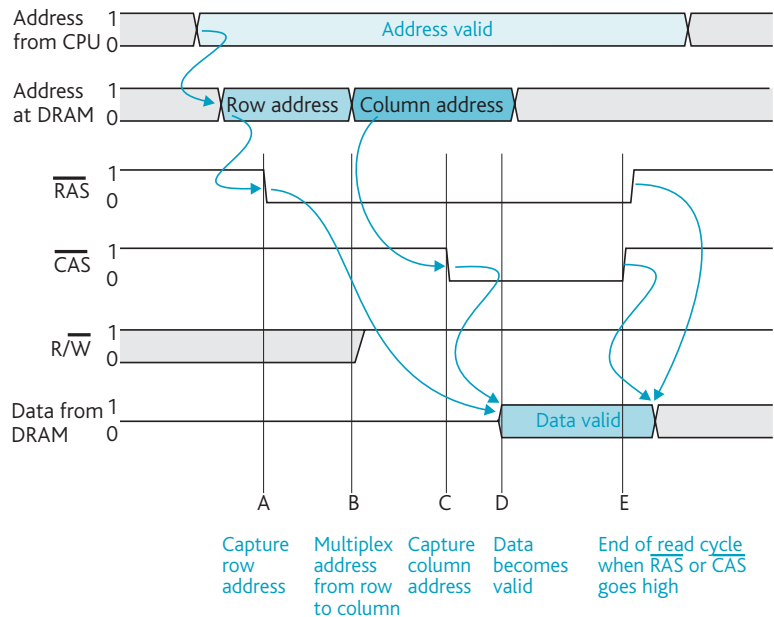 Address
from CPU
1
0
Address valid
Address
at DRAM
1
0
Row address
Column address
RAS
1
0
CAS
1
0
R/W
1
0
Data from
DRAM
1
0
Data valid
A
B
C
D
E
Capture
row
address
Multiplex
address
from row
to column
Capture
column
address
Data
becomes
valid
End of read cycle
when RAS or CAS
goes high